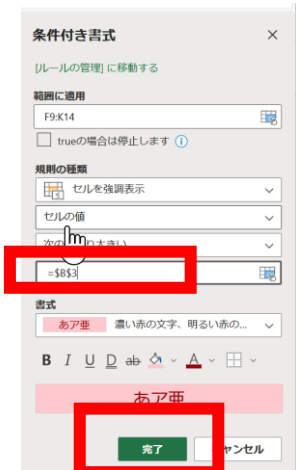 条件付き書式
[ルールの管理] に移動する
範囲に適用
F9:K14
trueの場合は停止します
規則の種類
セルを強調表示
セルの値
=$B$3
書式
あア亜 濃い赤の文字、明るい赤の...
B I U D ab A
あア亜
完了 キャンセル